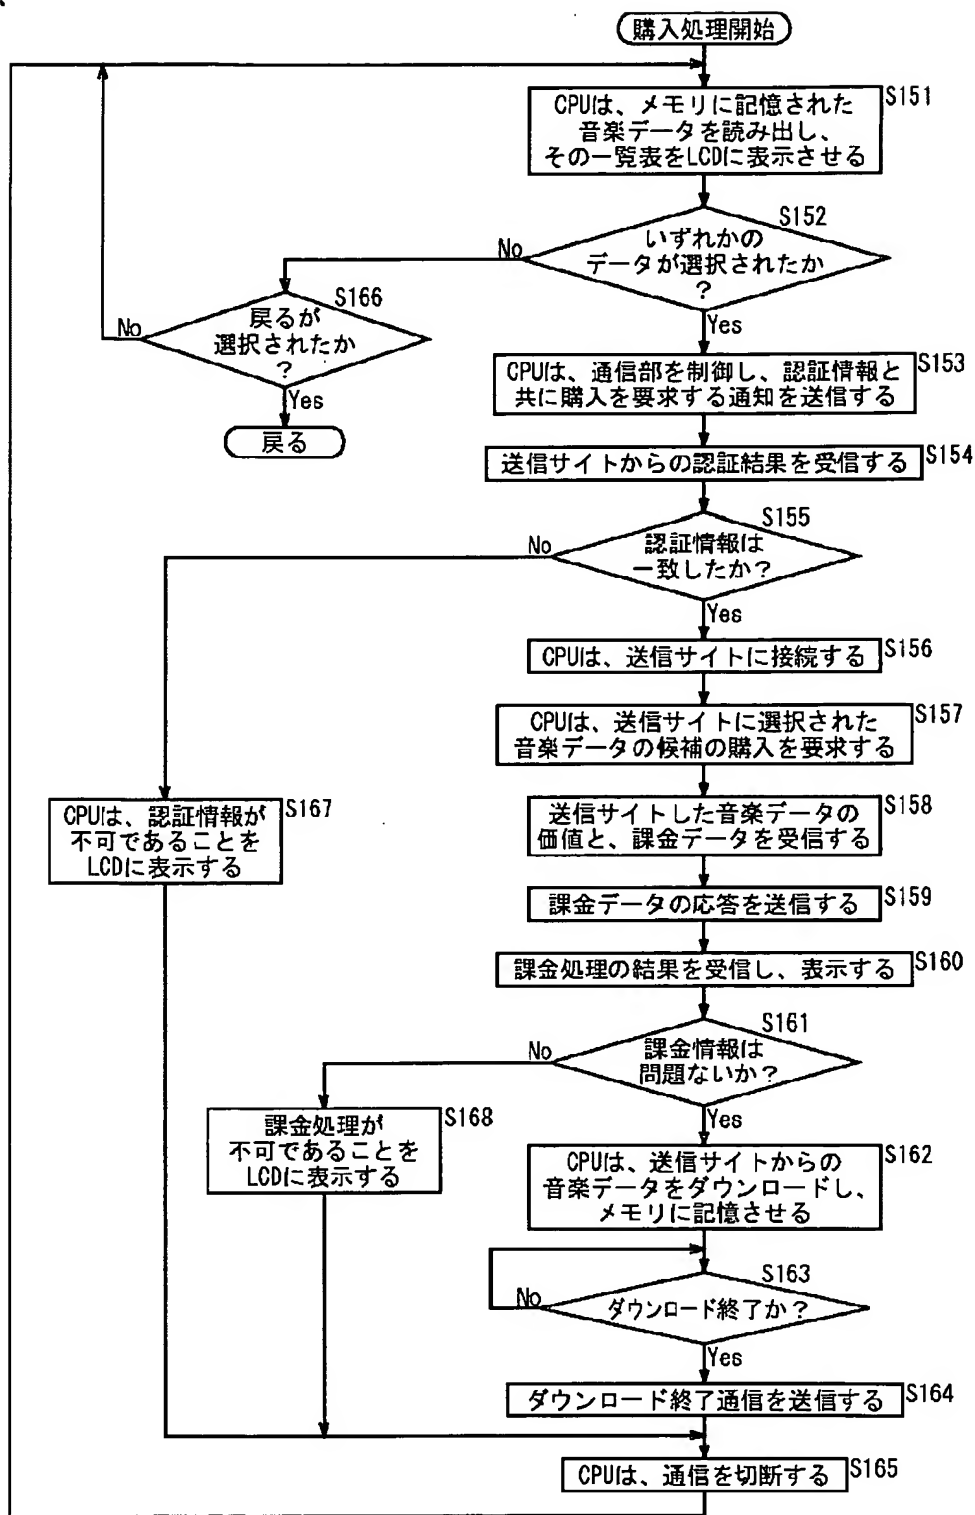 購入処理開始
S151
CPUは、メモリに記憶された
音楽データを読み出し、
その一覧表をLCDに表示させる
S152
いずれかの
データが選択されたか
?
No
Yes
S166
戻るが
選択されたか
?
No
Yes
戻る
S153
CPUは、通信部を制御し、認証情報と
共に購入を要求する通知を送信する
S154
送信サイトからの認証結果を受信する
S155
認証情報は
一致したか?
No
Yes
S156
CPUは、送信サイトに接続する
S157
CPUは、送信サイトに選択された
音楽データの候補の購入を要求する
S167
CPUは、認証情報が
不可であることを
LCDに表示する
S158
送信サイトした音楽データの
価値と、課金データを受信する
S159
課金データの応答を送信する
S160
課金処理の結果を受信し、表示する
S161
課金情報は
問題ないか?
No
Yes
S168
課金処理が
不可であることを
LCDに表示する
S162
CPUは、送信サイトからの
音楽データをダウンロードし、
メモリに記憶させる
S163
ダウンロード終了か?
No
Yes
S164
ダウンロード終了通信を送信する
S165
CPUは、通信を切断する